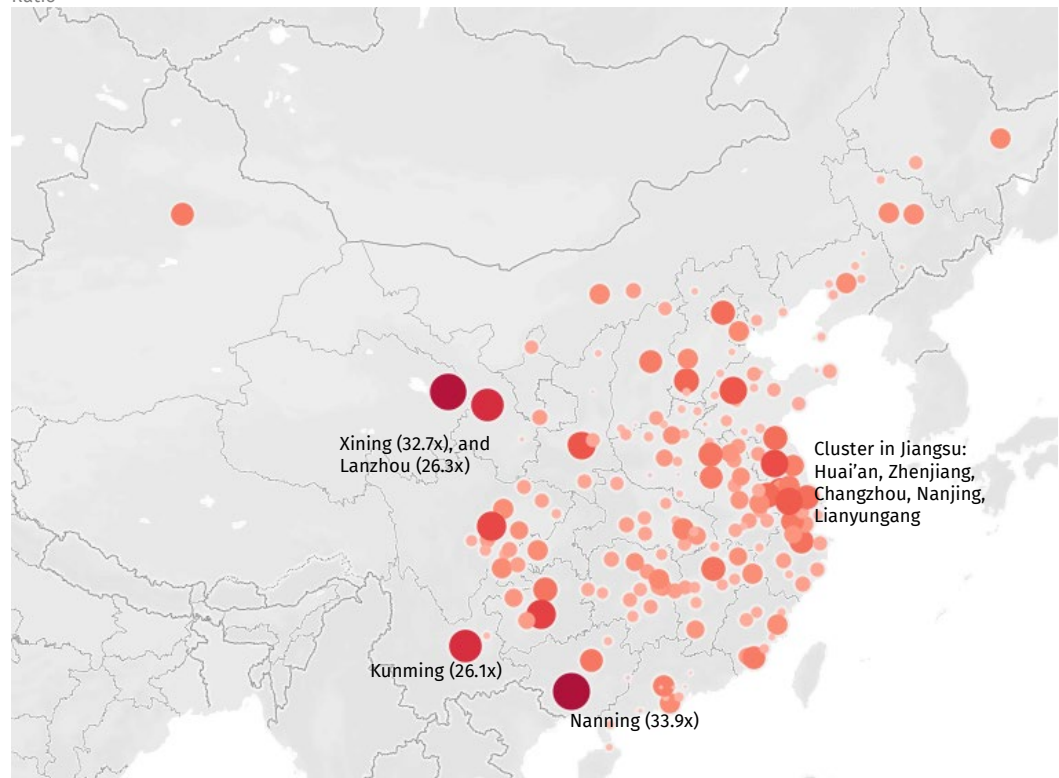 Ratio
Xining (32.7x), and
Lanzhou (26.3x)
Cluster in Jiangsu:
Huai’an, Zhenjiang,
Changzhou, Nanjing,
Lianyungang
Kunming (26.1x)
Nanning (33.9x)